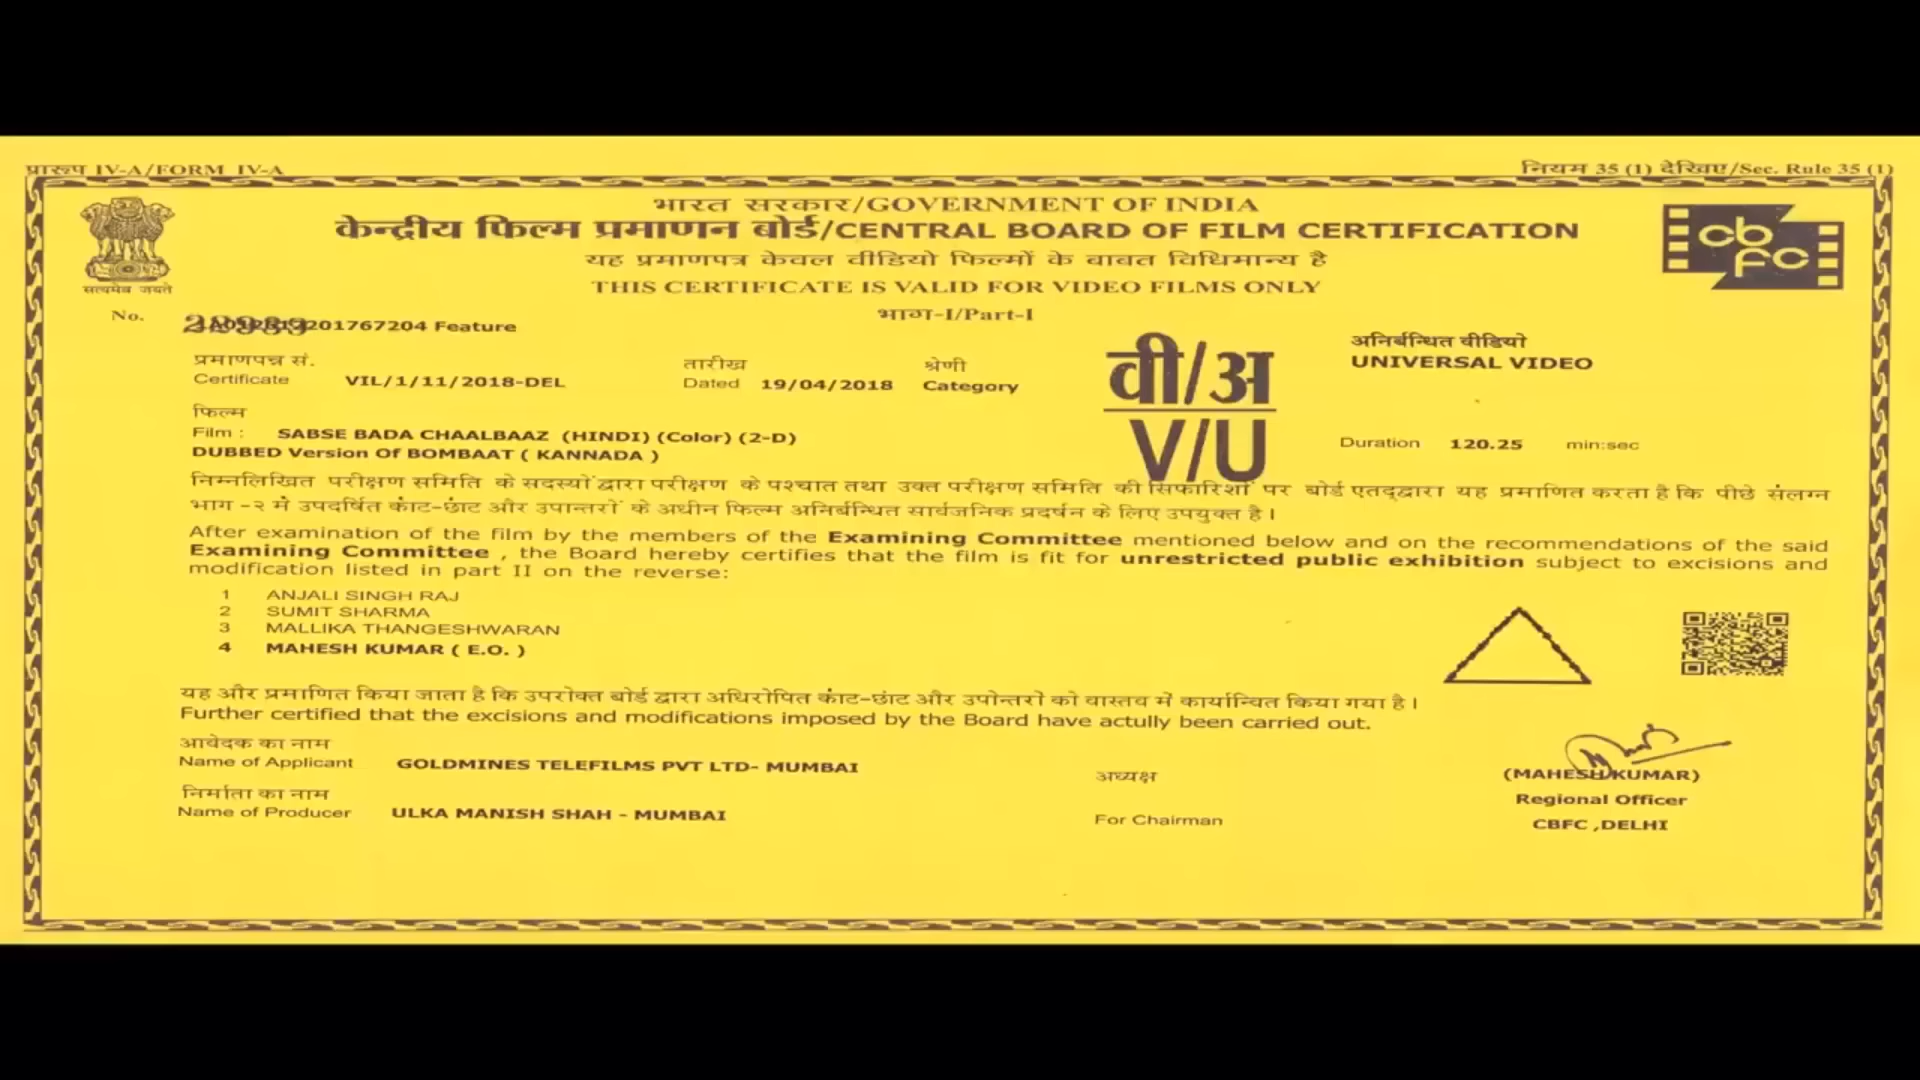 प्रारूप IV-A/FORM IV-A
नियम 35 (1) देखिए/Sec. Rule 35 (1)
भारत सरकार/GOVERNMENT OF INDIA
केन्द्रीय फिल्म प्रमाणन बोर्ड/CENTRAL BOARD OF FILM CERTIFICATION
cbfc
यह प्रमाणपत्र केवल वीडियो फिल्मों के बावत विधिमान्य है
सत्यमेव जयते
THIS CERTIFICATE IS VALID FOR VIDEO FILMS ONLY
No.
201767204 Feature
भाग-I/Part-I
प्रमाणपत्र सं.
Certificate VIL/1/11/2018-DEL
तारीख
Dated 19/04/2018
श्रेणी
Category
वी/अ
V/U
अनिर्बन्धित वीडियो
UNIVERSAL VIDEO
फिल्म
Film : SABSE BADA CHAALBAAZ (HINDI) (Color) (2-D)
Duration 120.25 min:sec
DUBBED Version Of BOMBAAT ( KANNADA )
निम्नलिखित परीक्षण समिति के सदस्यों द्वारा परीक्षण के पश्चात तथा उक्त परीक्षण समिति की सिफारिशों पर बोर्ड एतद्द्वारा यह प्रमाणित करता है कि पीछे संलग्न
भाग -२ में उपदर्षित कांट-छांट और उपान्तरों के अधीन फिल्म अनिर्बन्धित सार्वजनिक प्रदर्षन के लिए उपयुक्त है ।
After examination of the film by the members of the Examining Committee mentioned below and on the recommendations of the said
Examining Committee , the Board hereby certifies that the film is fit for unrestricted public exhibition subject to excisions and
modification listed in part II on the reverse:
1 ANJALI SINGH RAJ
2 SUMIT SHARMA
3 MALLIKA THANGESHWARAN
4 MAHESH KUMAR ( E.O. )
यह और प्रमाणित किया जाता है कि उपरोक्त बोर्ड द्वारा अधिरोपित कांट-छांट और उपोन्तरो को वास्तव में कार्यान्वित किया गया है ।
Further certified that the excisions and modifications imposed by the Board have actully been carried out.
आवेदक का नाम
Name of Applicant GOLDMINES TELEFILMS PVT LTD- MUMBAI
निर्माता का नाम
Name of Producer ULKA MANISH SHAH - MUMBAI
अध्यक्ष
For Chairman
(MAHESH KUMAR)
Regional Officer
CBFC ,DELHI